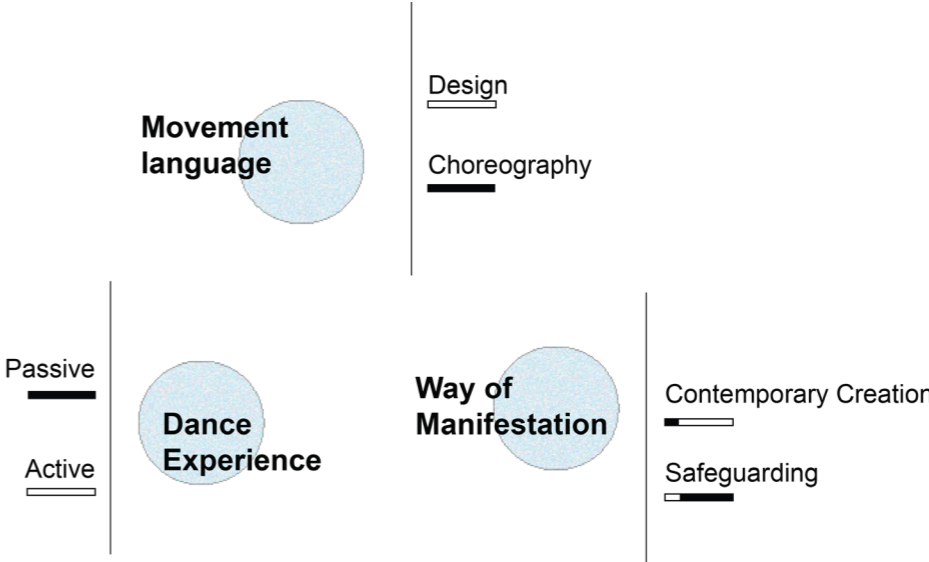 Design
Movement
language
Choreography
Passive
Dance
Experience
Active
Way of
Manifestation
Contemporary Creation
Safeguarding